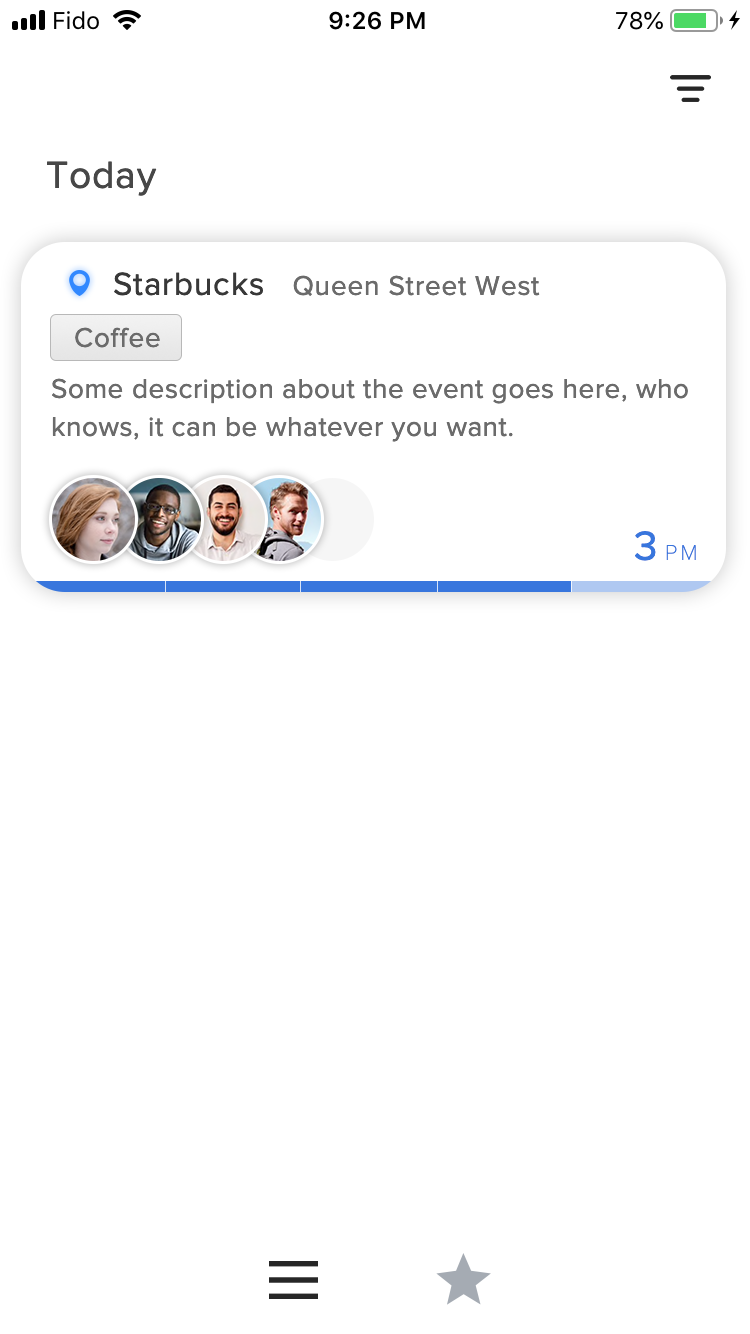 Fido 9:26 PM 78%
Today
Starbucks Queen Street West
Coffee
Some description about the event goes here, who
knows, it can be whatever you want.
3 PM